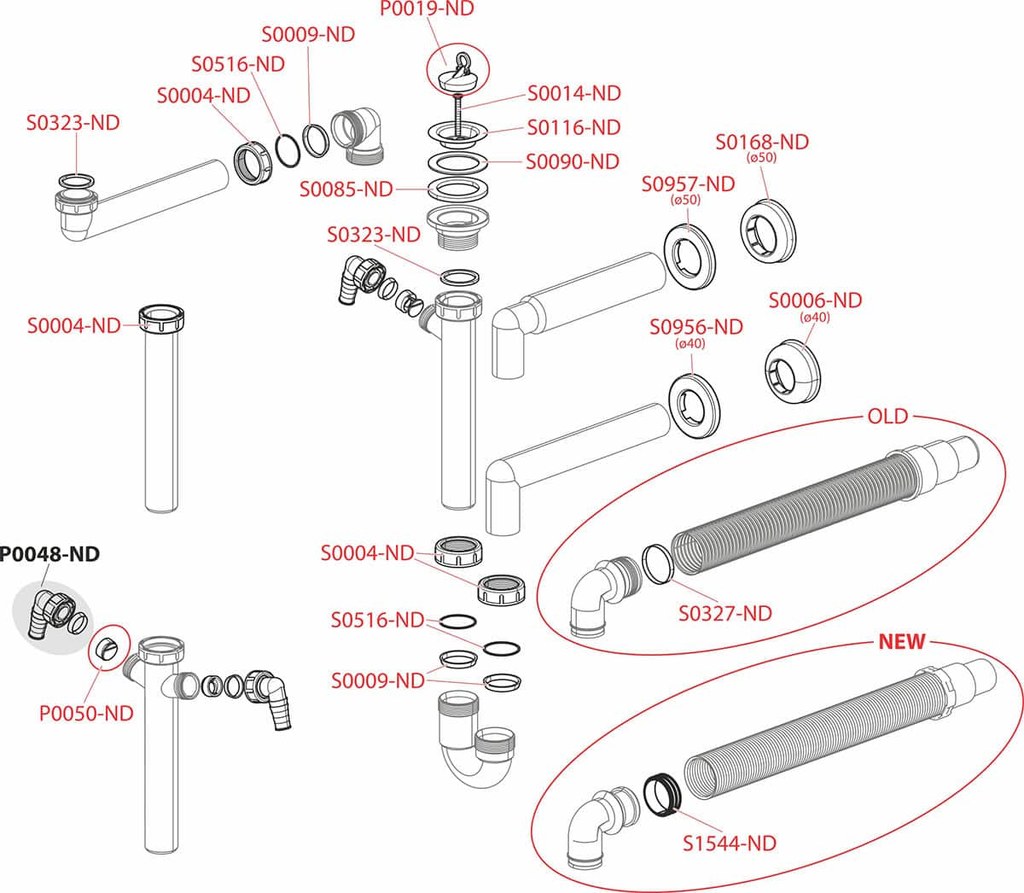 P0019-ND
S0009-ND
S0516-ND
S0004-ND
S0014-ND
S0323-ND
S0116-ND
S0168-ND
(ø50)
S0090-ND
S0957-ND
(ø50)
S0085-ND
S0323-ND
S0006-ND
(ø40)
S0004-ND
S0956-ND
(ø40)
OLD
P0048-ND
S0004-ND
S0327-ND
S0516-ND
NEW
S0009-ND
P0050-ND
S1544-ND